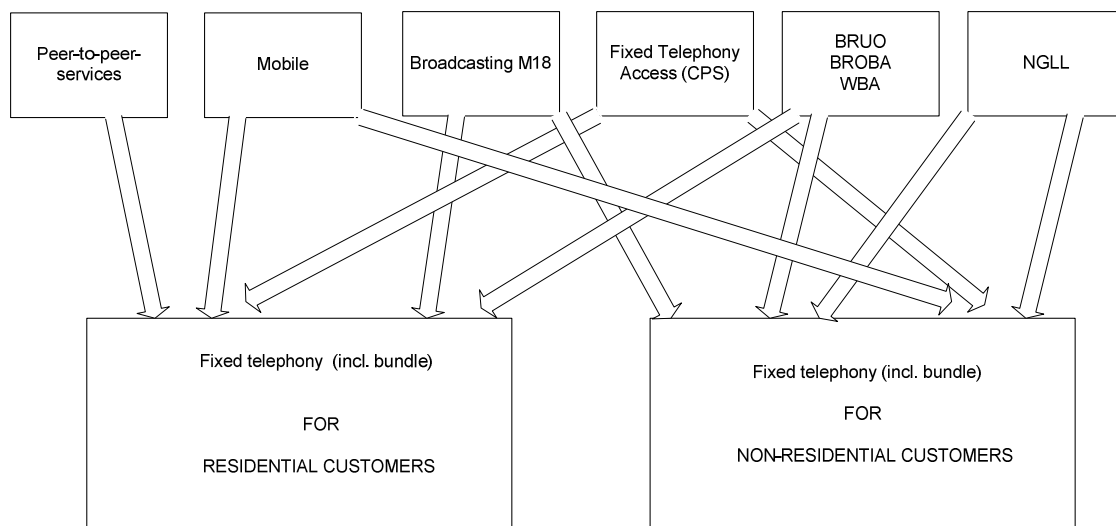 Peer-to-peer-
services
Mobile
Broadcasting M18
Fixed Telephony
Access (CPS)
BRUO
BROBA
WBA
NGLL
Fixed telephony (incl. bundle)
FOR
RESIDENTIAL CUSTOMERS
Fixed telephony (incl. bundle)
FOR
NON-RESIDENTIAL CUSTOMERS